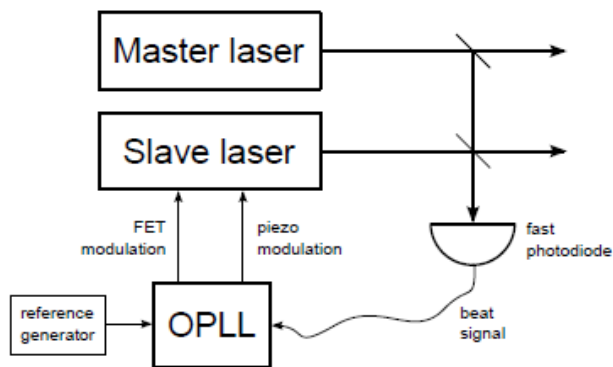 Master laser
Slave laser
FET
modulation
piezo
modulation
fast
photodiode
reference
generator
OPLL
beat
signal